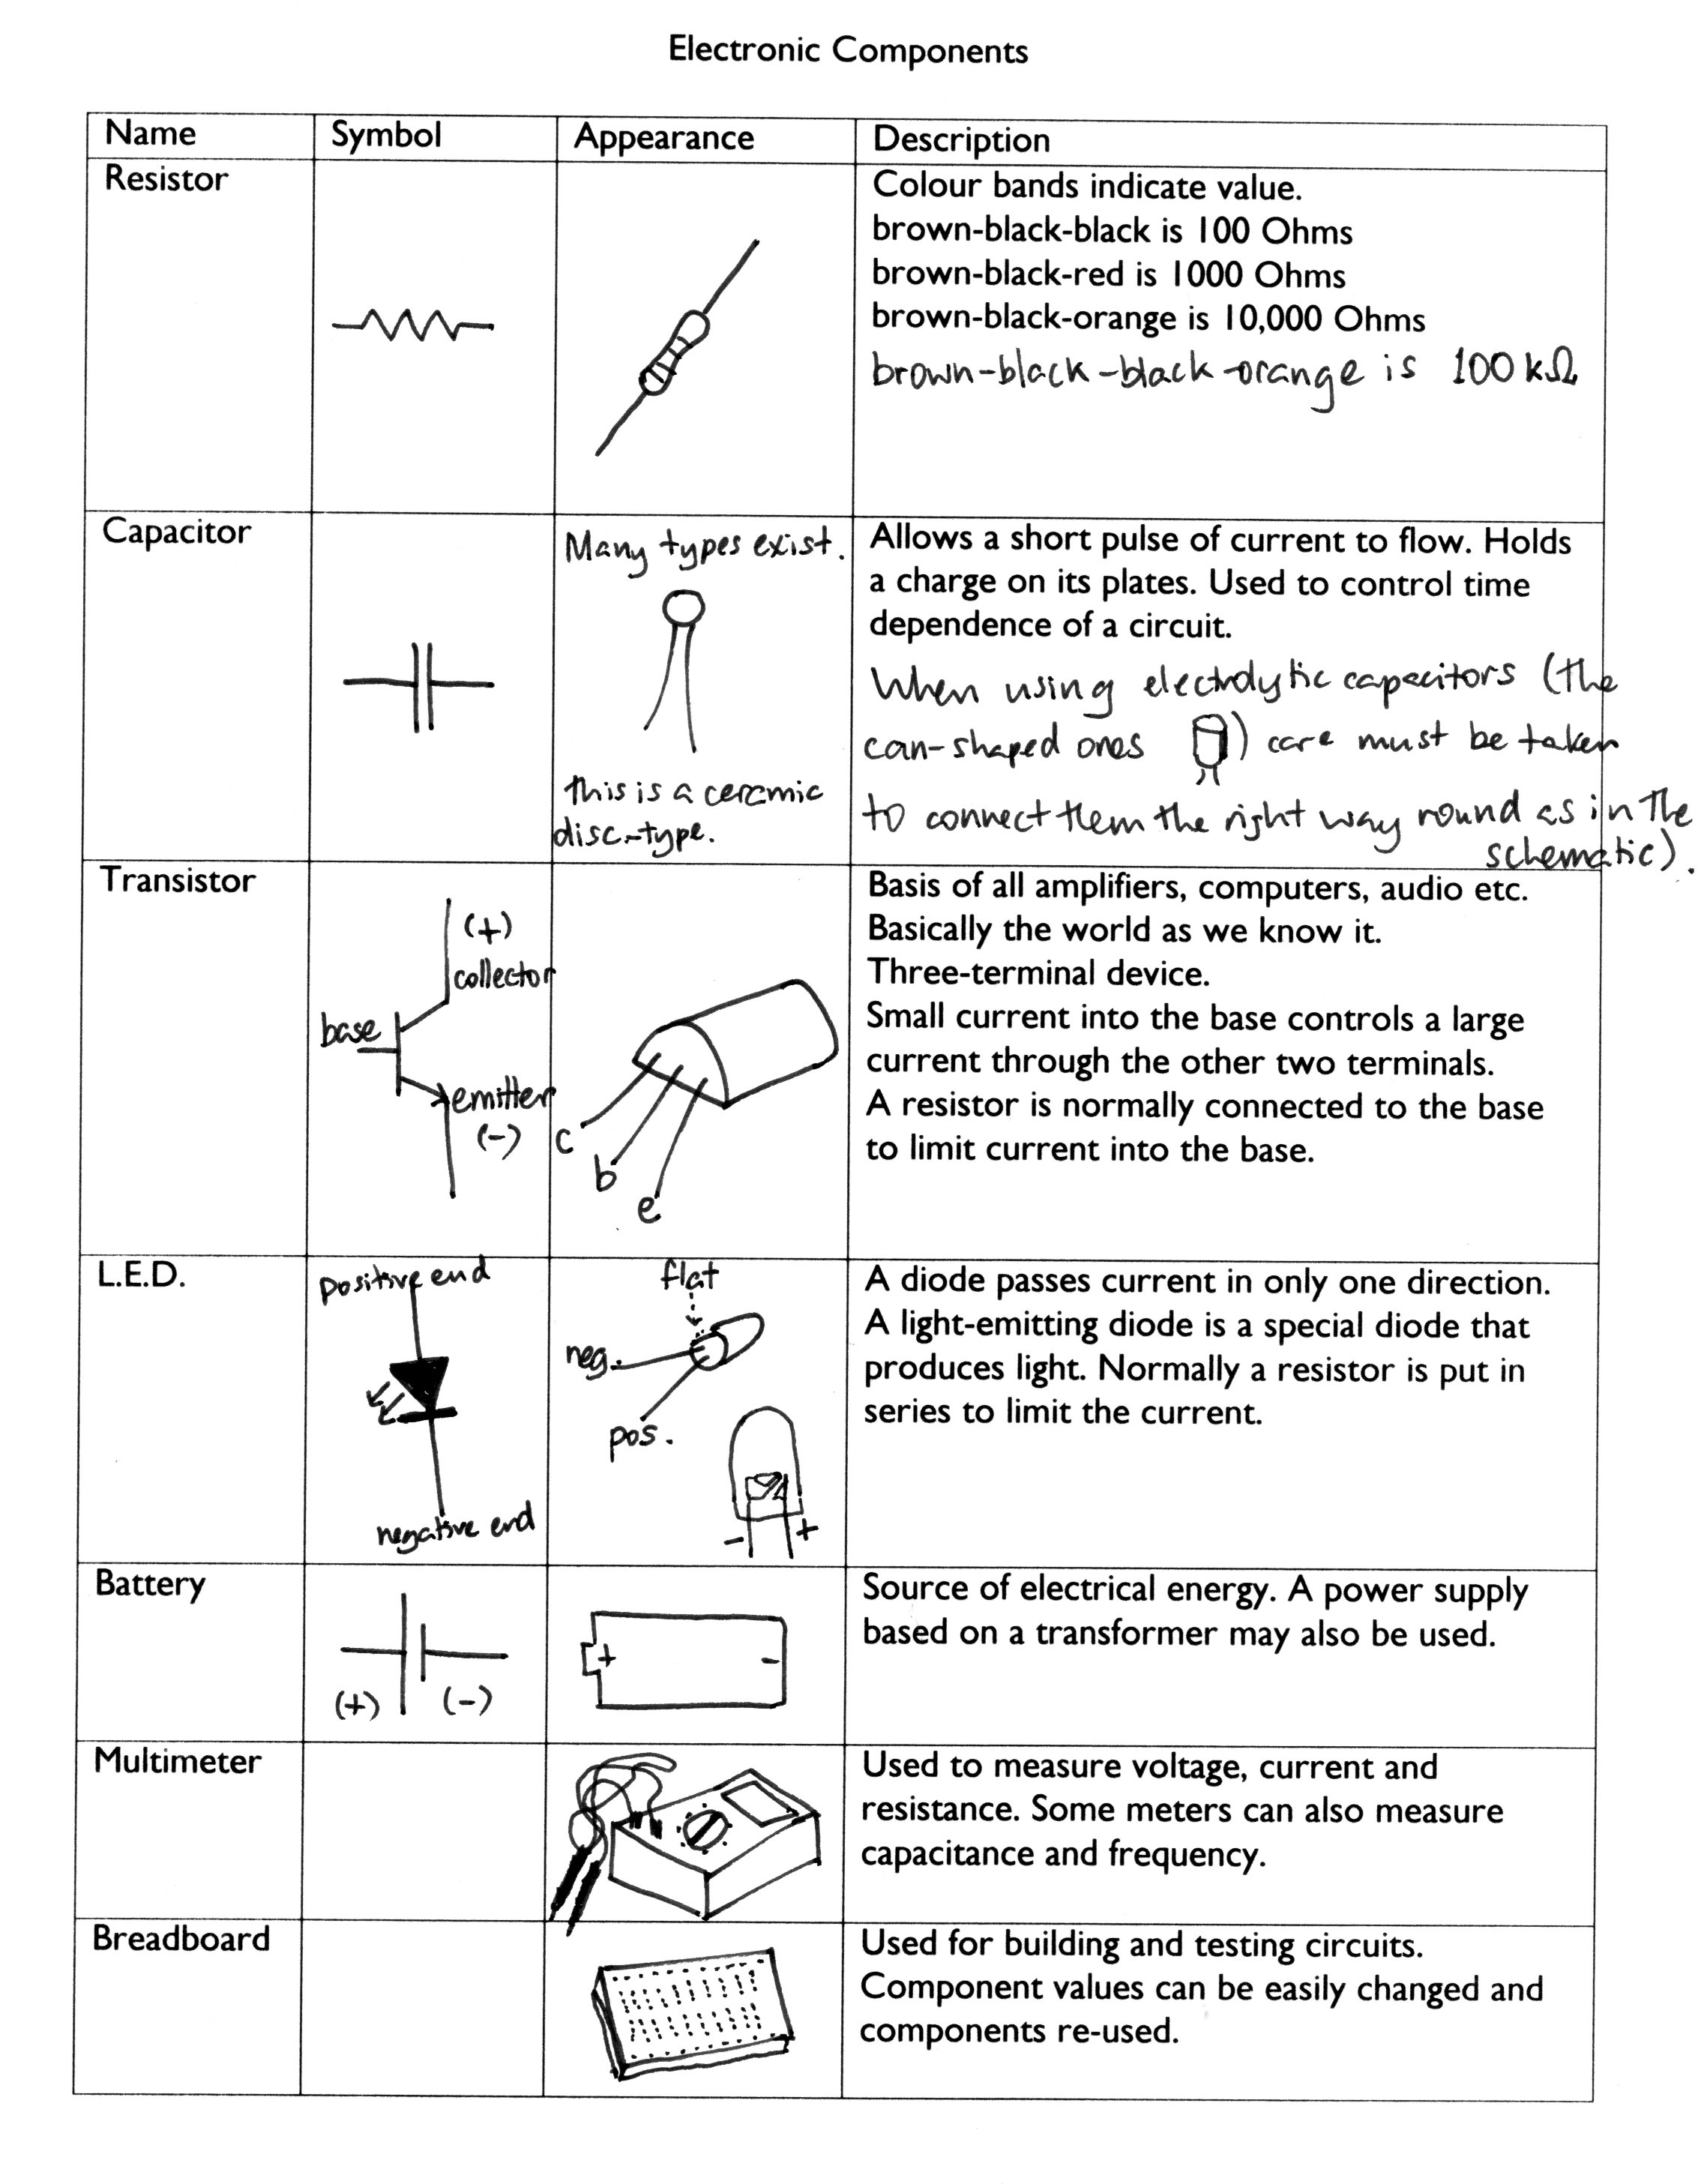 Electronic Components
Name Symbol Appearance Description
Resistor
Colour bands indicate value.
brown-black-black is 100 Ohms
brown-black-red is 1000 Ohms
brown-black-orange is 10,000 Ohms
brown-black-black-orange is 100 kΩ
Capacitor
Many types exist.
this is a ceramic
disc-type.
Allows a short pulse of current to flow. Holds
a charge on its plates. Used to control time
dependence of a circuit.
When using electrolytic capacitors (the
can-shaped ones ) care must be taken
to connect them the right way round as in the
schematic).
Transistor
(+)
collector
base
emitter
(-)
c
b
e
Basis of all amplifiers, computers, audio etc.
Basically the world as we know it.
Three-terminal device.
Small current into the base controls a large
current through the other two terminals.
A resistor is normally connected to the base
to limit current into the base.
L.E.D.
positive end
negative end
flat
neg.
pos.
- +
A diode passes current in only one direction.
A light-emitting diode is a special diode that
produces light. Normally a resistor is put in
series to limit the current.
Battery
(+) (-)
+ -
Source of electrical energy. A power supply
based on a transformer may also be used.
Multimeter
Used to measure voltage, current and
resistance. Some meters can also measure
capacitance and frequency.
Breadboard
Used for building and testing circuits.
Component values can be easily changed and
components re-used.